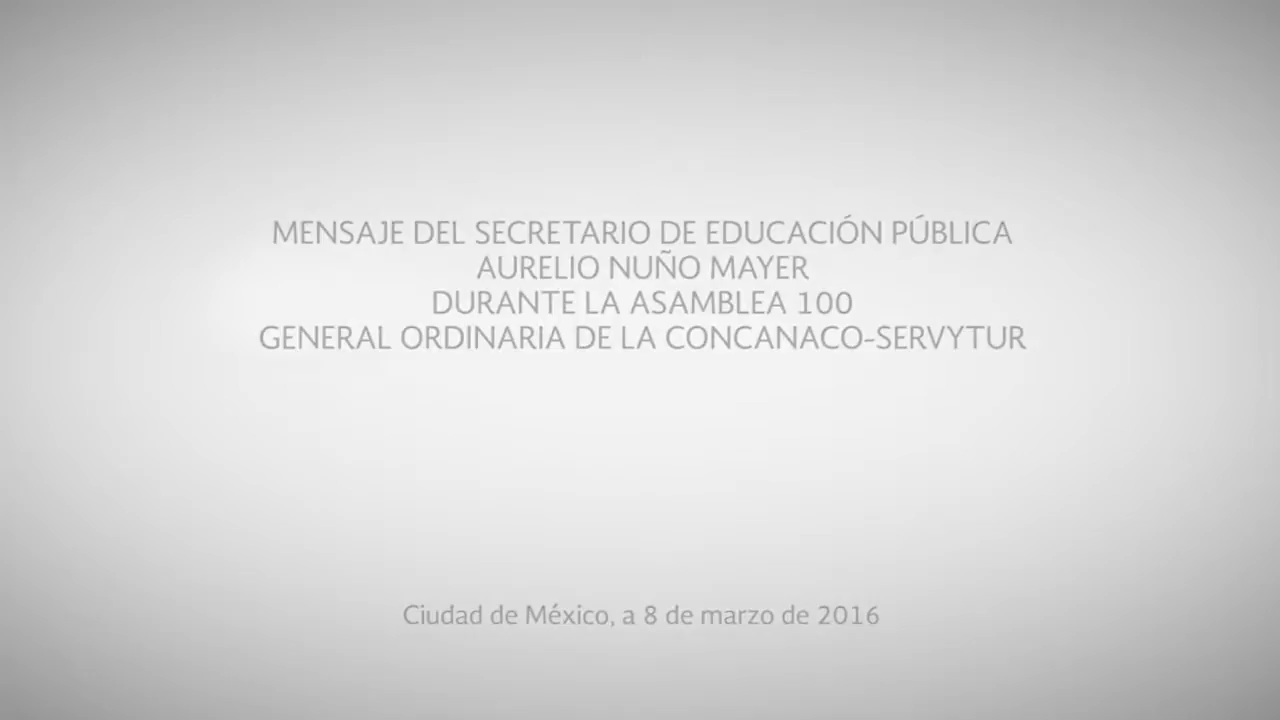 MENSAJE DEL SECRETARIO DE EDUCACIÓN PÚBLICA
AURELIO NUÑO MAYER
DURANTE LA ASAMBLEA 100
GENERAL ORDINARIA DE LA CONCANACO-SERVYTUR
Ciudad de México, a 8 de marzo de 2016